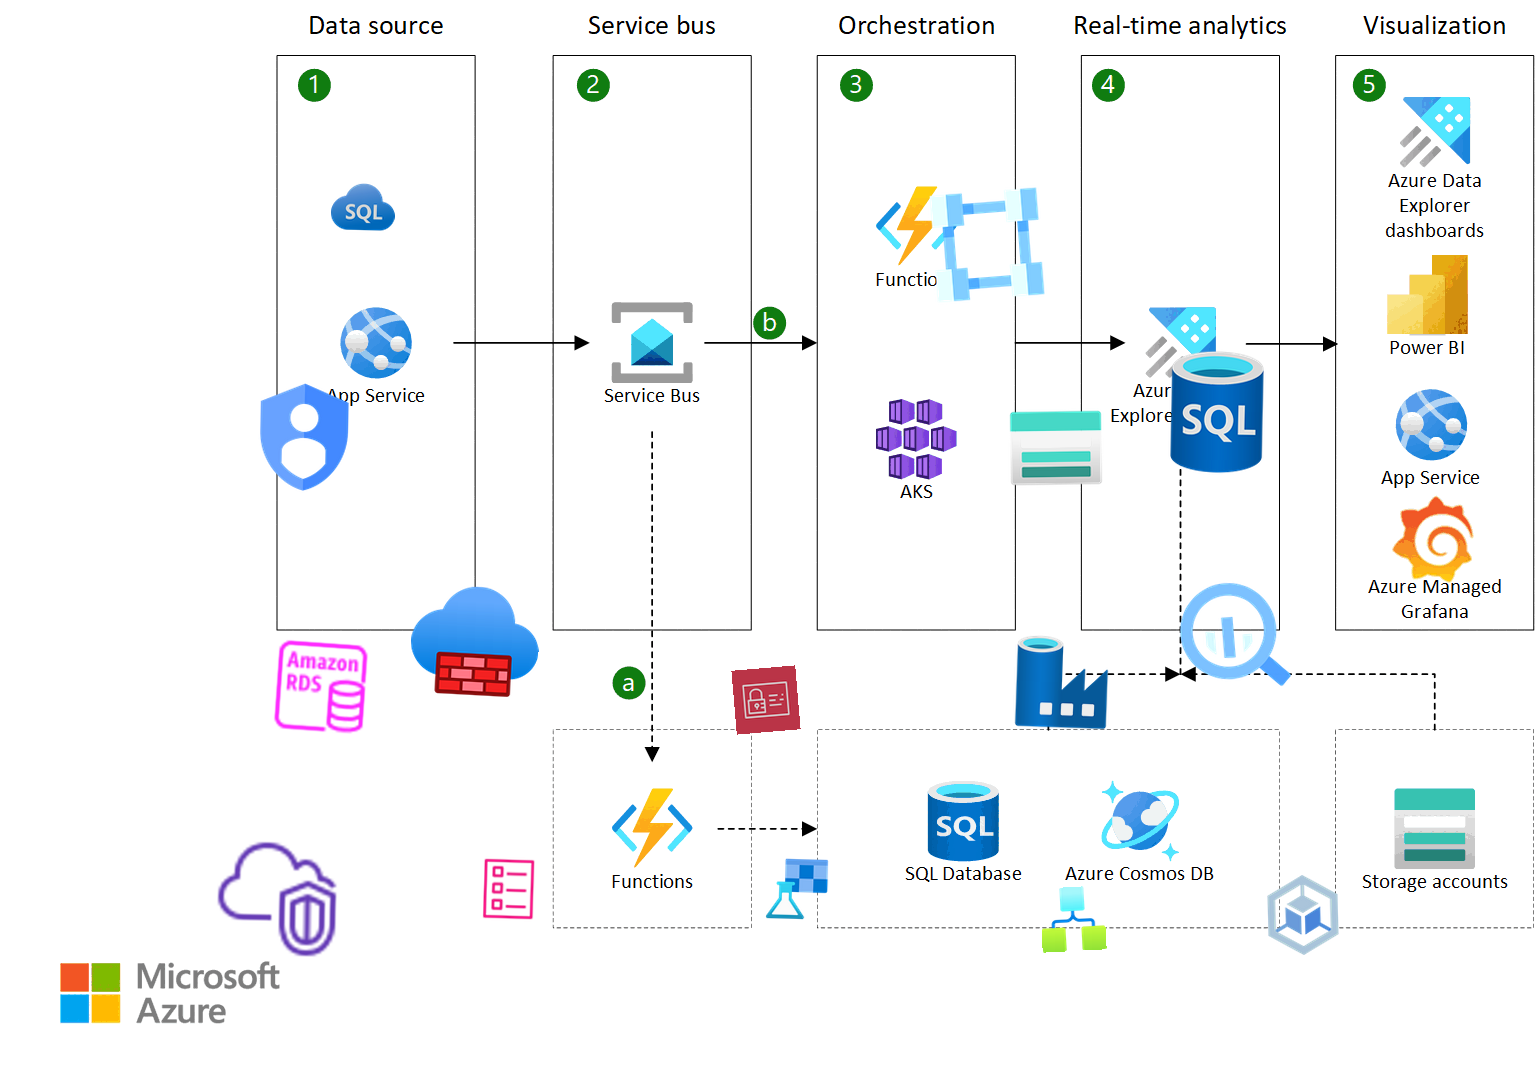 Data source
Service bus
Orchestration
Real-time analytics
Visualization
1
2
3
4
5
SQL
Azure Data
Explorer
dashboards
Functio
b
App Service
Service Bus
Power BI
Explore
SQL
AKS
App Service
Azure Managed
Grafana
Amazon
RDS
a
SQL
Functions
SQL Database
Azure Cosmos DB
Storage accounts
Microsoft
Azure